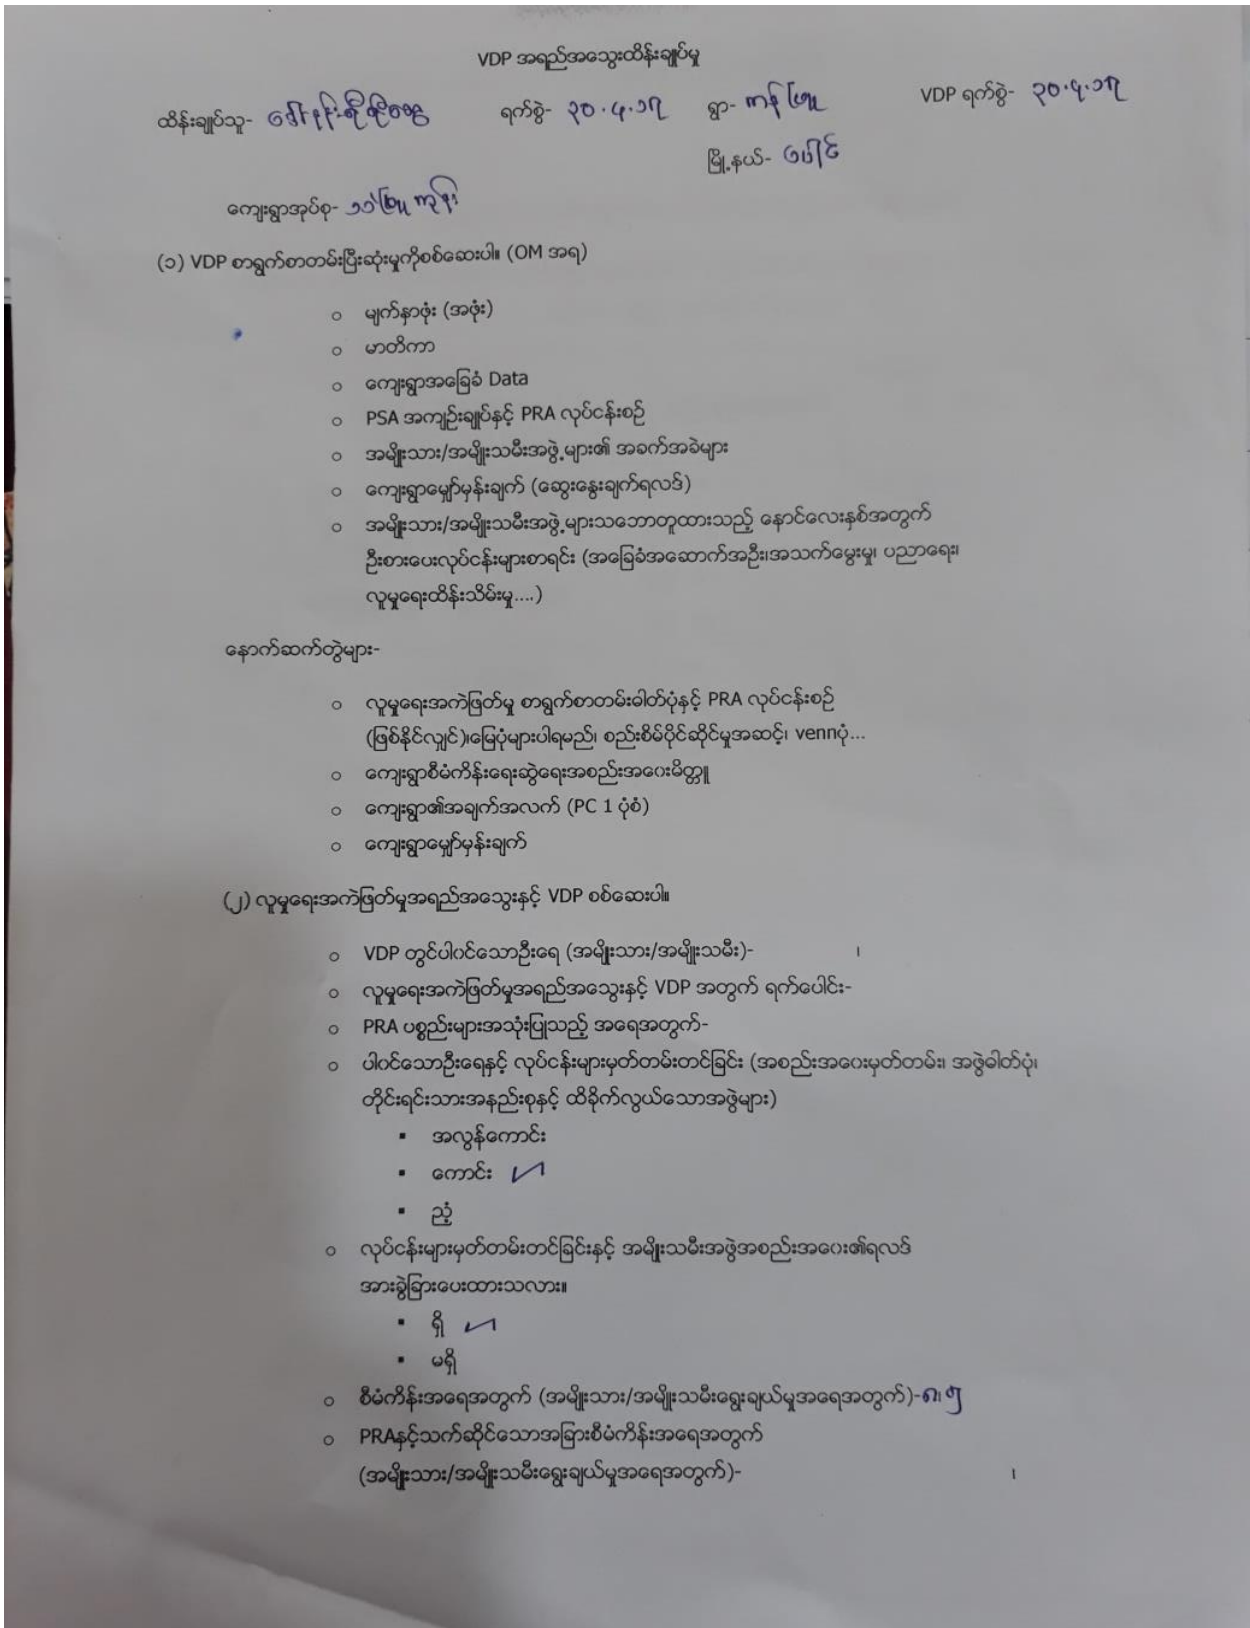 VDP အရည်အသွေးထိန်းချုပ်မှု
ထိန်းချုပ်သူ- ရက်စွဲ- ၃၀.၄.၁၇ ရွာ- ကန်ဖြူ VDP ရက်စွဲ- ၃၀.၄.၁၇
မြို့နယ်- ပေါင်
ကျေးရွာအုပ်စု-
(၁) VDP စာရွက်စာတမ်းပြီးဆုံးမှုကိုစစ်ဆေးပါ။ (OM အရ)
o မျက်နှာဖုံး (အဖုံး)
o မာတိကာ
o ကျေးရွာအခြေခံ Data
o PSA အကျဉ်းချုပ်နှင့် PRA လုပ်ငန်းစဉ်
o အမျိုးသား/အမျိုးသမီးအဖွဲ့များ၏ အခက်အခဲများ
o ကျေးရွာမျှော်မှန်းချက် (ဆွေးနွေးချက်ရလဒ်)
o အမျိုးသား/အမျိုးသမီးအဖွဲ့များသဘောတူထားသည့် နောင်လေးနှစ်အတွက်
ဦးစားပေးလုပ်ငန်းများစာရင်း (အခြေခံအဆောက်အဦး၊အသက်မွေးမှု၊ ပညာရေး၊
လူမှုရေးထိန်းသိမ်းမှု....)
နောက်ဆက်တွဲများ-
o လူမှုရေးအကဲဖြတ်မှု စာရွက်စာတမ်းဓါတ်ပုံနှင့် PRA လုပ်ငန်းစဉ်
(ဖြစ်နိုင်လျှင်)၊မြေပုံများပါရမည်၊ စည်းစိမ်ပိုင်ဆိုင်မှုအဆင့်၊ vennပုံ...
o ကျေးရွာစီမံကိန်းရေးဆွဲရေးအစည်းအဝေးမိတ္တူ
o ကျေးရွာ၏အချက်အလက် (PC 1 ပုံစံ)
o ကျေးရွာမျှော်မှန်းချက်
(၂) လူမှုရေးအကဲဖြတ်မှုအရည်အသွေးနှင့် VDP စစ်ဆေးပါ။
o VDP တွင်ပါဝင်သောဦးရေ (အမျိုးသား/အမျိုးသမီး)- ၊
o လူမှုရေးအကဲဖြတ်မှုအရည်အသွေးနှင့် VDP အတွက် ရက်ပေါင်း-
o PRA ပစ္စည်းများအသုံးပြုသည့် အရေအတွက်-
o ပါဝင်သောဦးရေနှင့် လုပ်ငန်းများမှတ်တမ်းတင်ခြင်း (အစည်းအဝေးမှတ်တမ်း၊ အဖွဲဓါတ်ပုံ၊
တိုင်းရင်းသားအနည်းစုနှင့် ထိခိုက်လွယ်သောအဖွဲများ)
▪ အလွန်ကောင်း
▪ ကောင်း ✓
▪ ညံ့
o လုပ်ငန်းများမှတ်တမ်းတင်ခြင်းနှင့် အမျိုးသမီးအဖွဲအစည်းအဝေး၏ရလဒ်
အားခွဲခြားပေးထားသလား။
▪ ရှိ ✓
▪ မရှိ
o စီမံကိန်းအရေအတွက် (အမျိုးသား/အမျိုးသမီးရွေးချယ်မှုအရေအတွက်)-၈၊၅
o PRAနှင့်သက်ဆိုင်သောအခြားစီမံကိန်းအရေအတွက်
(အမျိုးသား/အမျိုးသမီးရွေးချယ်မှုအရေအတွက်)- ၊